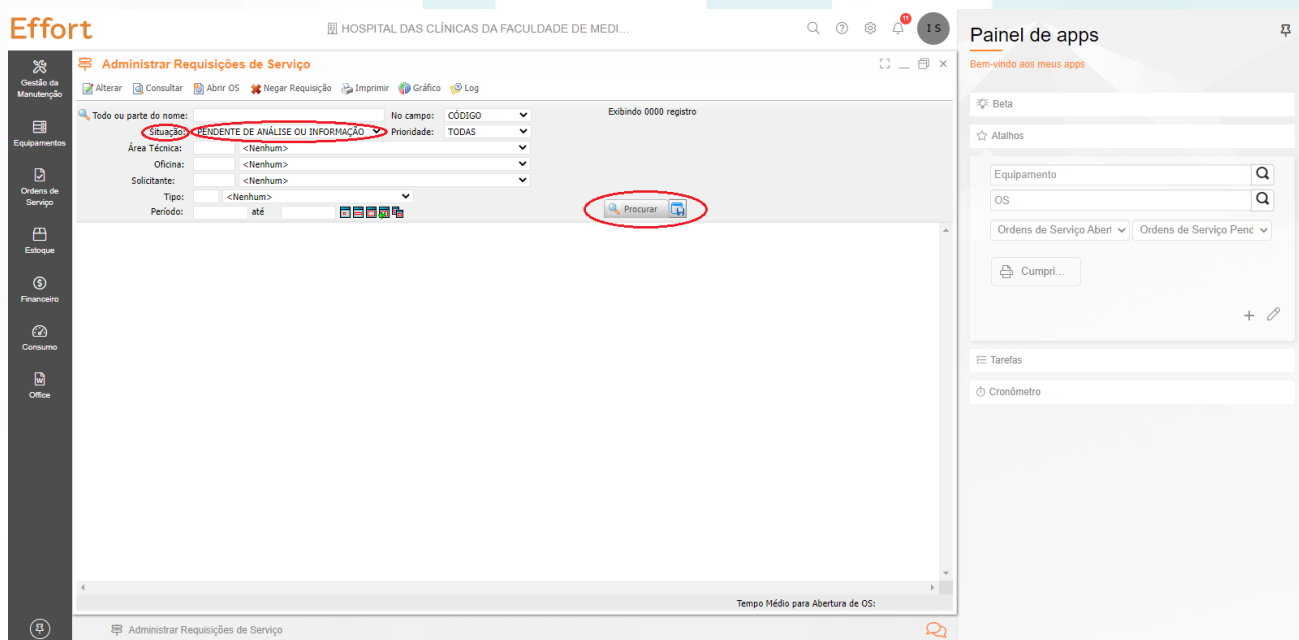 Effort
HOSPITAL DAS CLÍNICAS DA FACULDADE DE MEDI...
11
I S
Painel de apps
Bem-vindo aos meus apps
Gestão da
Manutenção
Equipamentos
Ordens de
Serviço
Estoque
Financeiro
Consumo
Office
Administrar Requisições de Serviço
Alterar Consultar Abrir OS Negar Requisição Imprimir Gráfico Log
Todo ou parte do nome: No campo: CÓDIGO Exibindo 0000 registro
Situação: PENDENTE DE ANÁLISE OU INFORMAÇÃO Prioridade: TODAS
Área Técnica: <Nenhum>
Oficina: <Nenhum>
Solicitante: <Nenhum>
Tipo: <Nenhum>
Período: até Procurar
Tempo Médio para Abertura de OS:
Administrar Requisições de Serviço
Beta
Atalhos
Equipamento
OS
Ordens de Serviço Abert Ordens de Serviço Pend
Cumpri...
Tarefas
Cronômetro